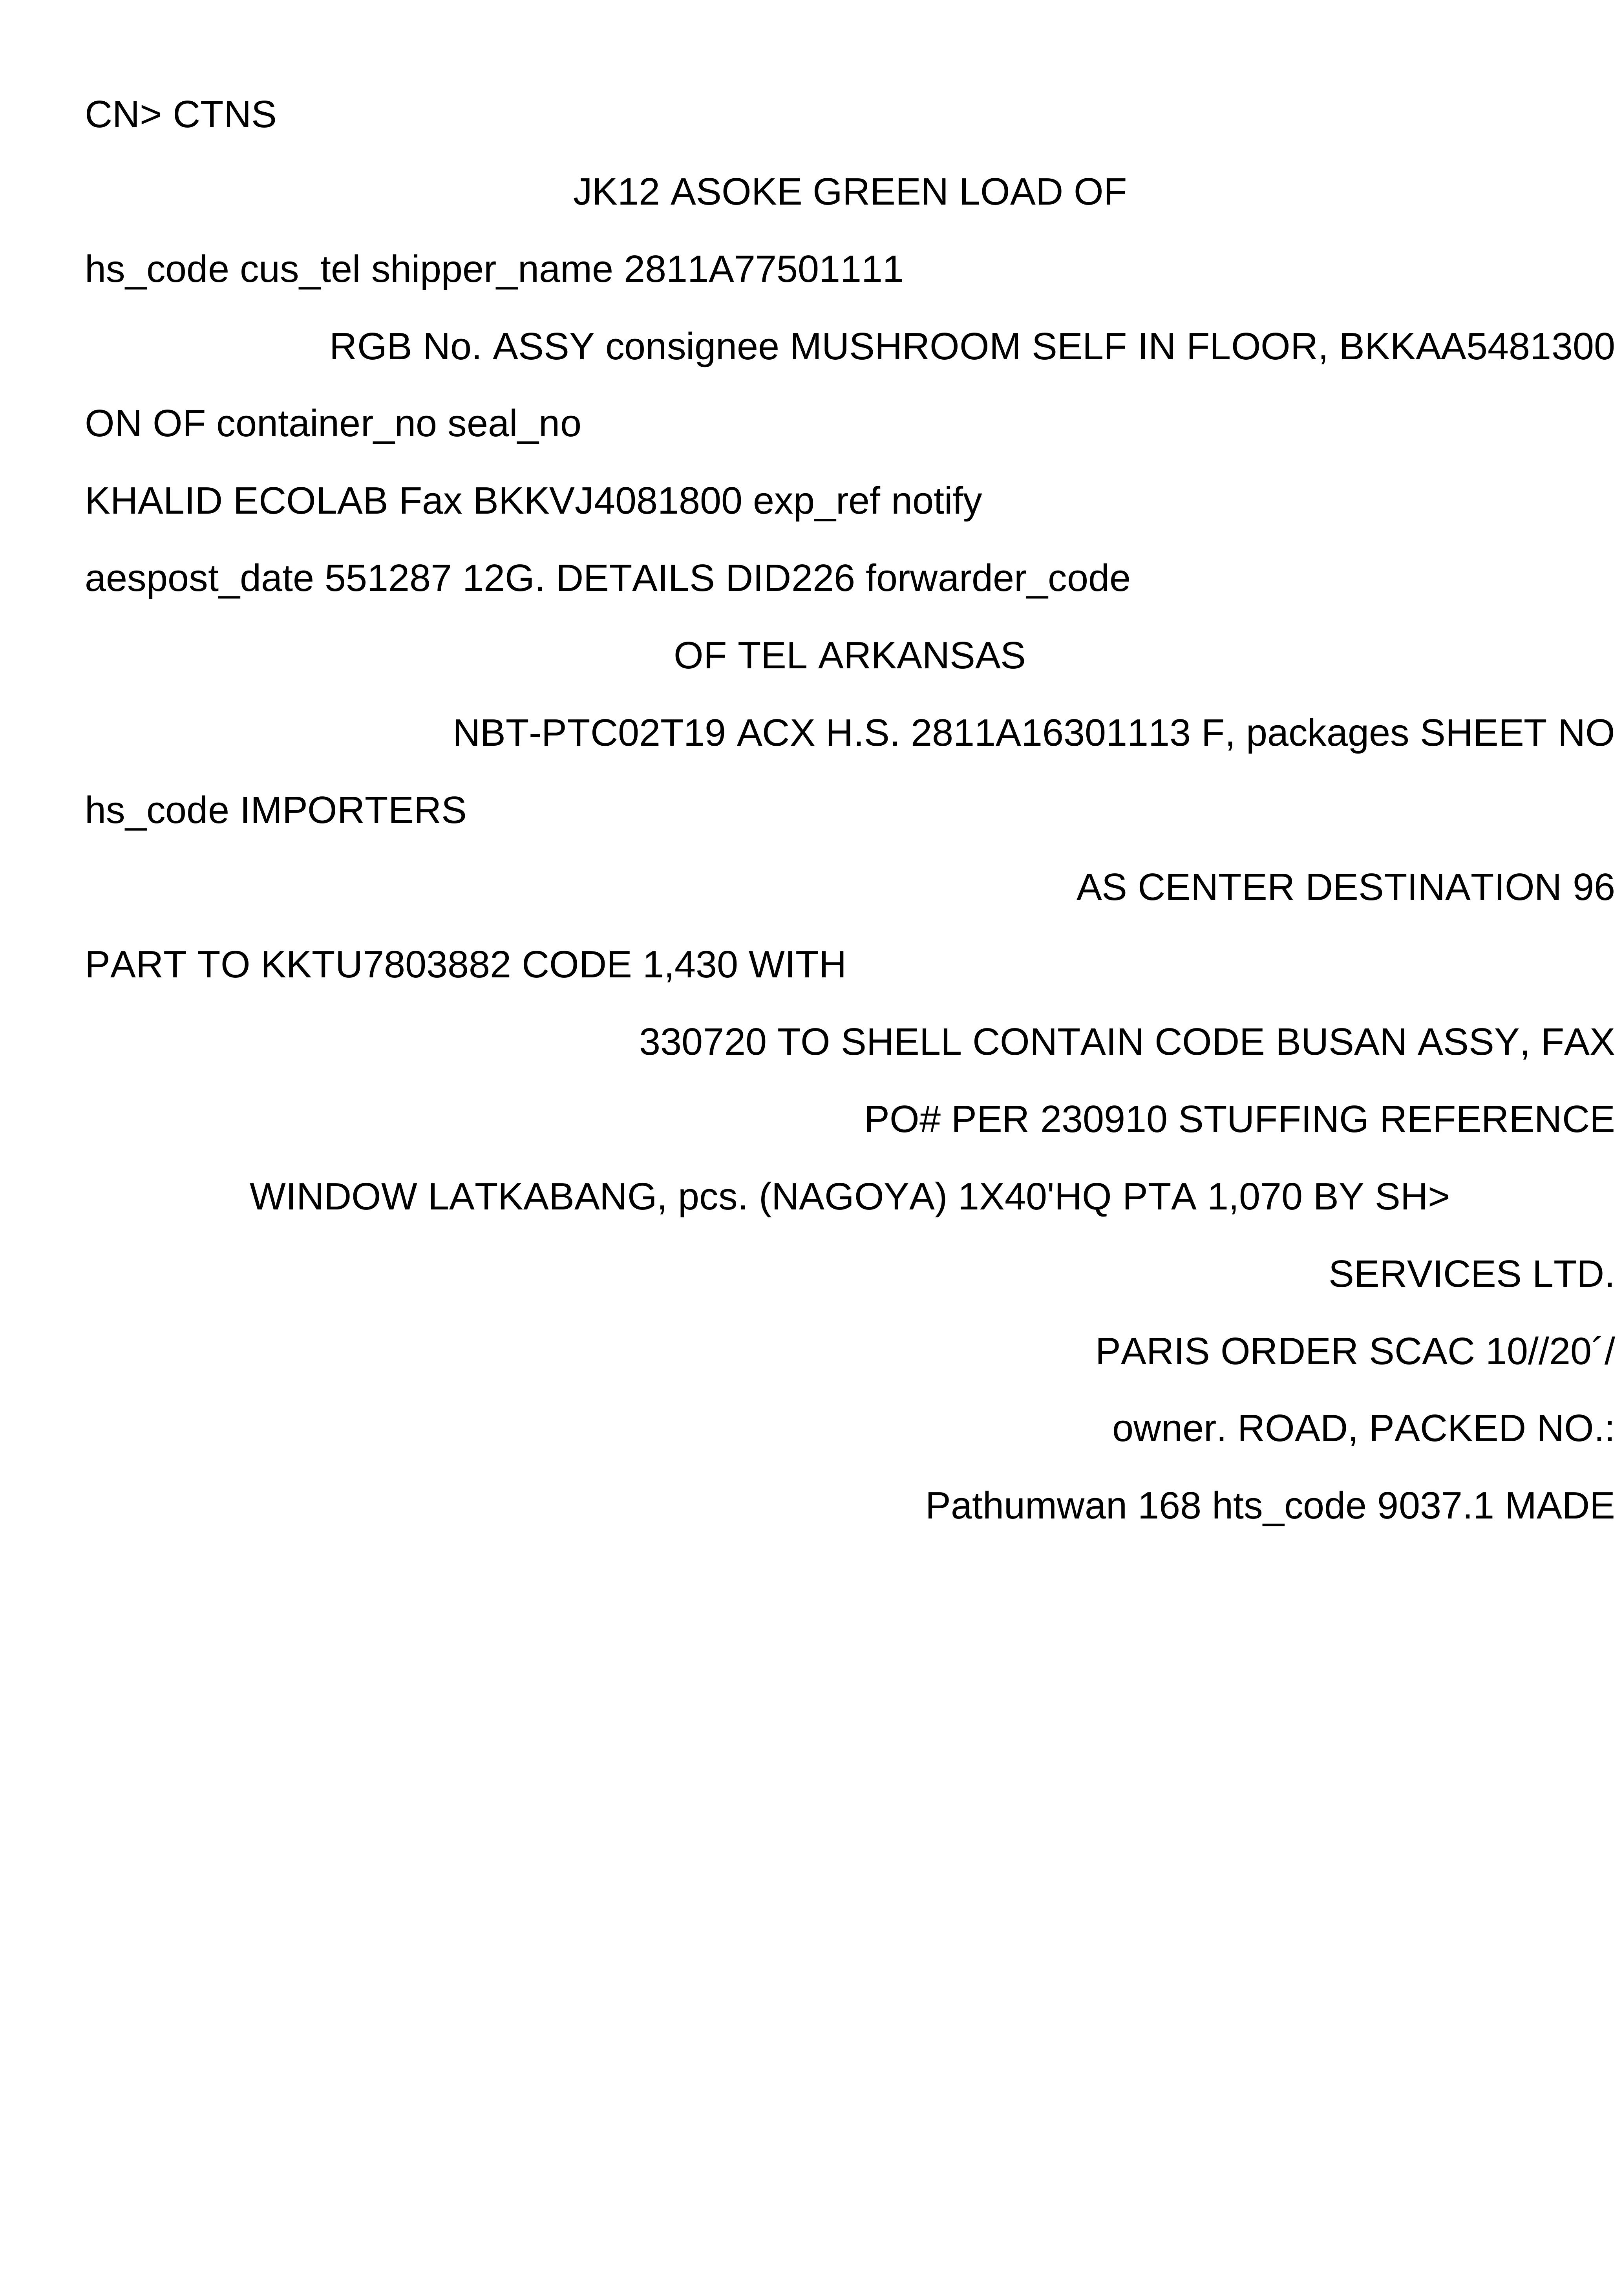 CN> CTNS
JK12 ASOKE GREEN LOAD OF
hs_code cus_tel shipper_name 2811A77501111
RGB No. ASSY consignee MUSHROOM SELF IN FLOOR, BKKAA5481300
ON OF container_no seal_no
KHALID ECOLAB Fax BKKVJ4081800 exp_ref notify
aespost_date 551287 12G. DETAILS DID226 forwarder_code
OF TEL ARKANSAS
NBT-PTC02T19 ACX H.S. 2811A16301113 F, packages SHEET NO
hs_code IMPORTERS
AS CENTER DESTINATION 96
PART TO KKTU7803882 CODE 1,430 WITH
330720 TO SHELL CONTAIN CODE BUSAN ASSY, FAX
PO# PER 230910 STUFFING REFERENCE
WINDOW LATKABANG, pcs. (NAGOYA) 1X40'HQ PTA 1,070 BY SH>
SERVICES LTD.
PARIS ORDER SCAC 10//20´/
owner. ROAD, PACKED NO.:
Pathumwan 168 hts_code 9037.1 MADE